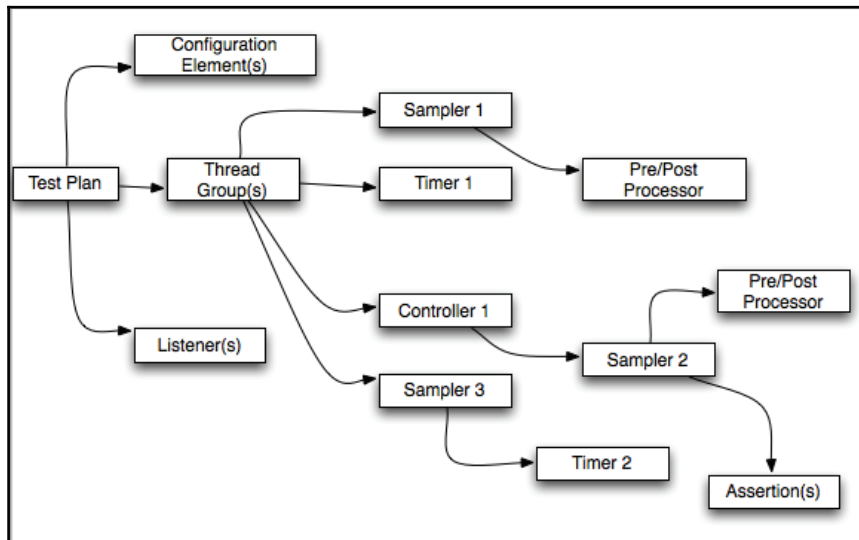 Configuration
Element(s)
Sampler 1
Test Plan
Thread
Group(s)
Timer 1
Pre/Post
Processor
Pre/Post
Processor
Controller 1
Listener(s)
Sampler 2
Sampler 3
Timer 2
Assertion(s)